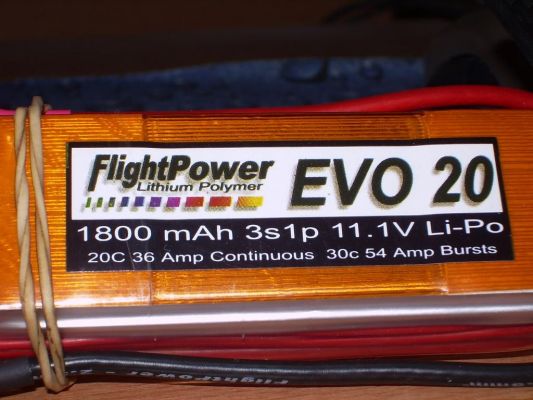 FlightPower
Lithium Polymer
EVO 20
1800 mAh 3s1p 11.1V Li-Po
20C 36 Amp Continuous 30c 54 Amp Bursts
FlightPower